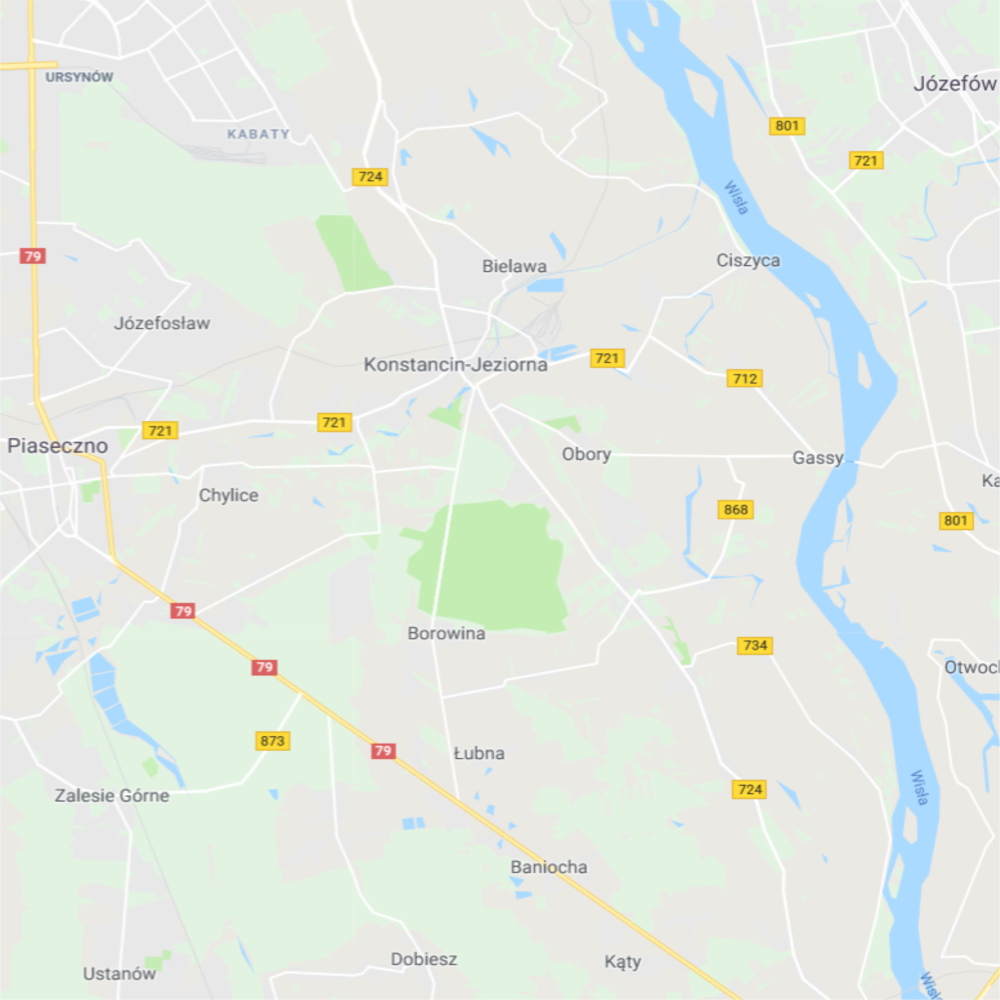 URSYNÓW
Józefów
KABATY
801
721
724
Wisła
79
Bielawa
Ciszyca
Józefosław
Konstancin-Jeziorna
721
712
721
721
Piaseczno
Obory
Gassy
Chylice
Ka
868
801
79
Borowina
734
79
Otwock
873
79
Łubna
Zalesie Górne
724
Wisła
Baniocha
Dobiesz
Kąty
Ustanów
Wisł